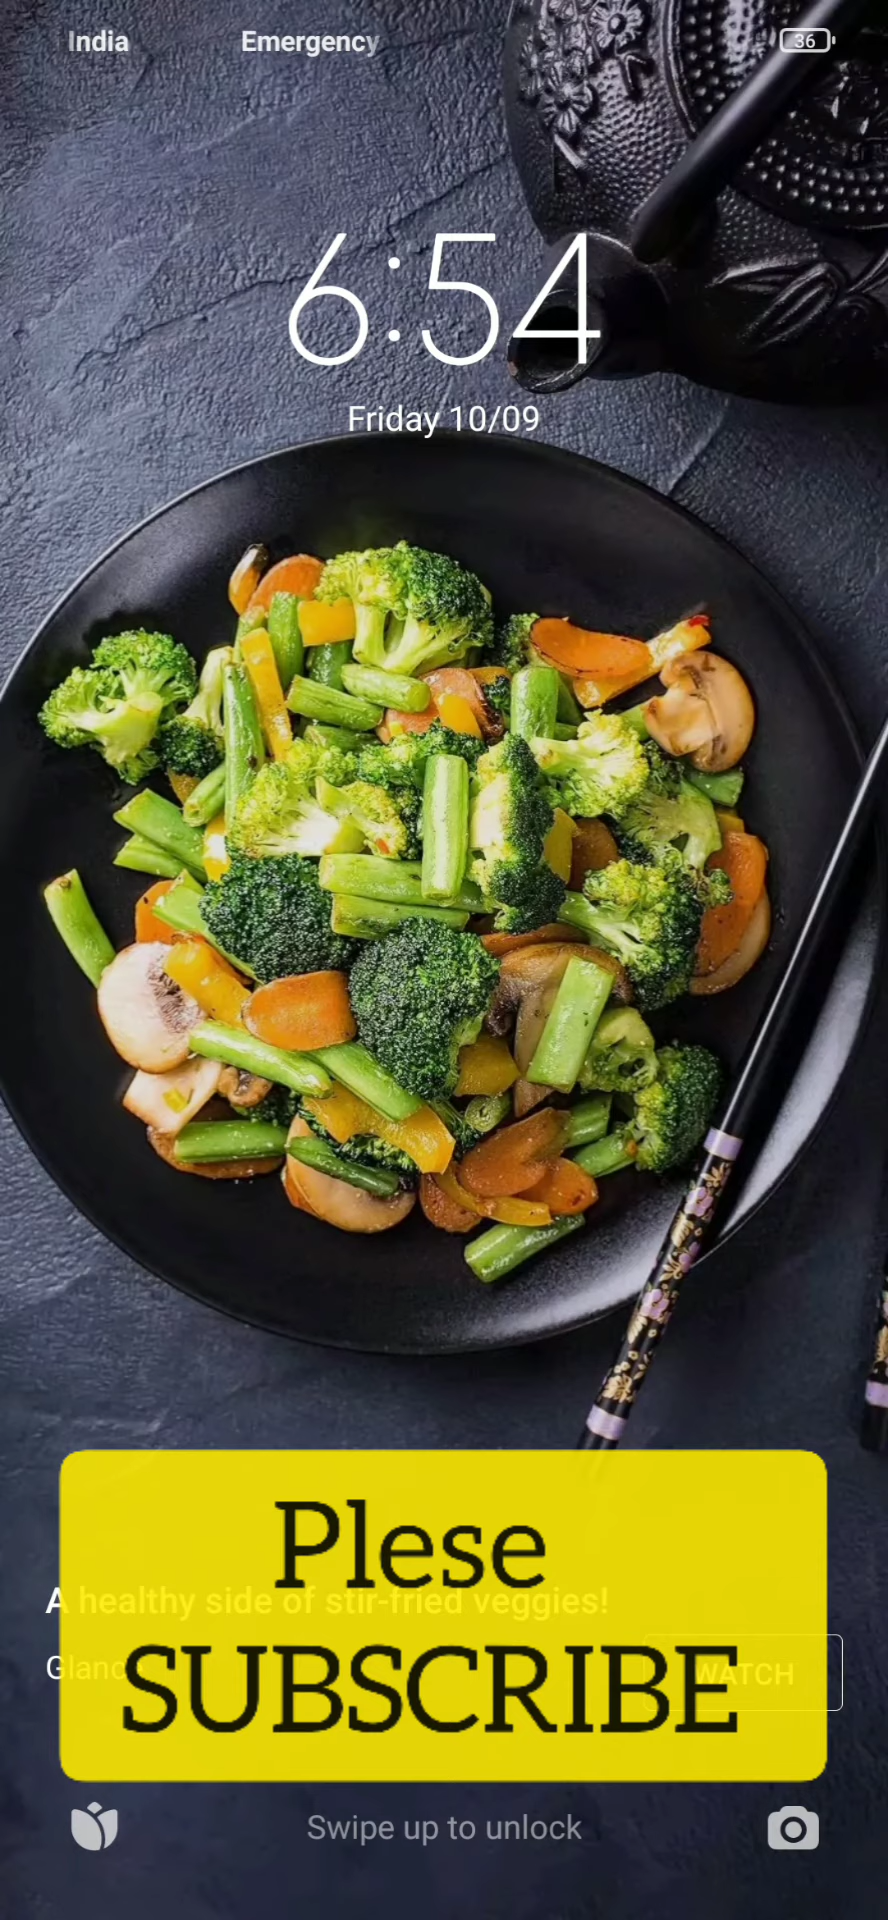 India Emergency 36
6:54
Friday 10/09
Plese
A healthy side of stir-fried veggies!
SUBSCRIBE
Glance WATCH
Swipe up to unlock